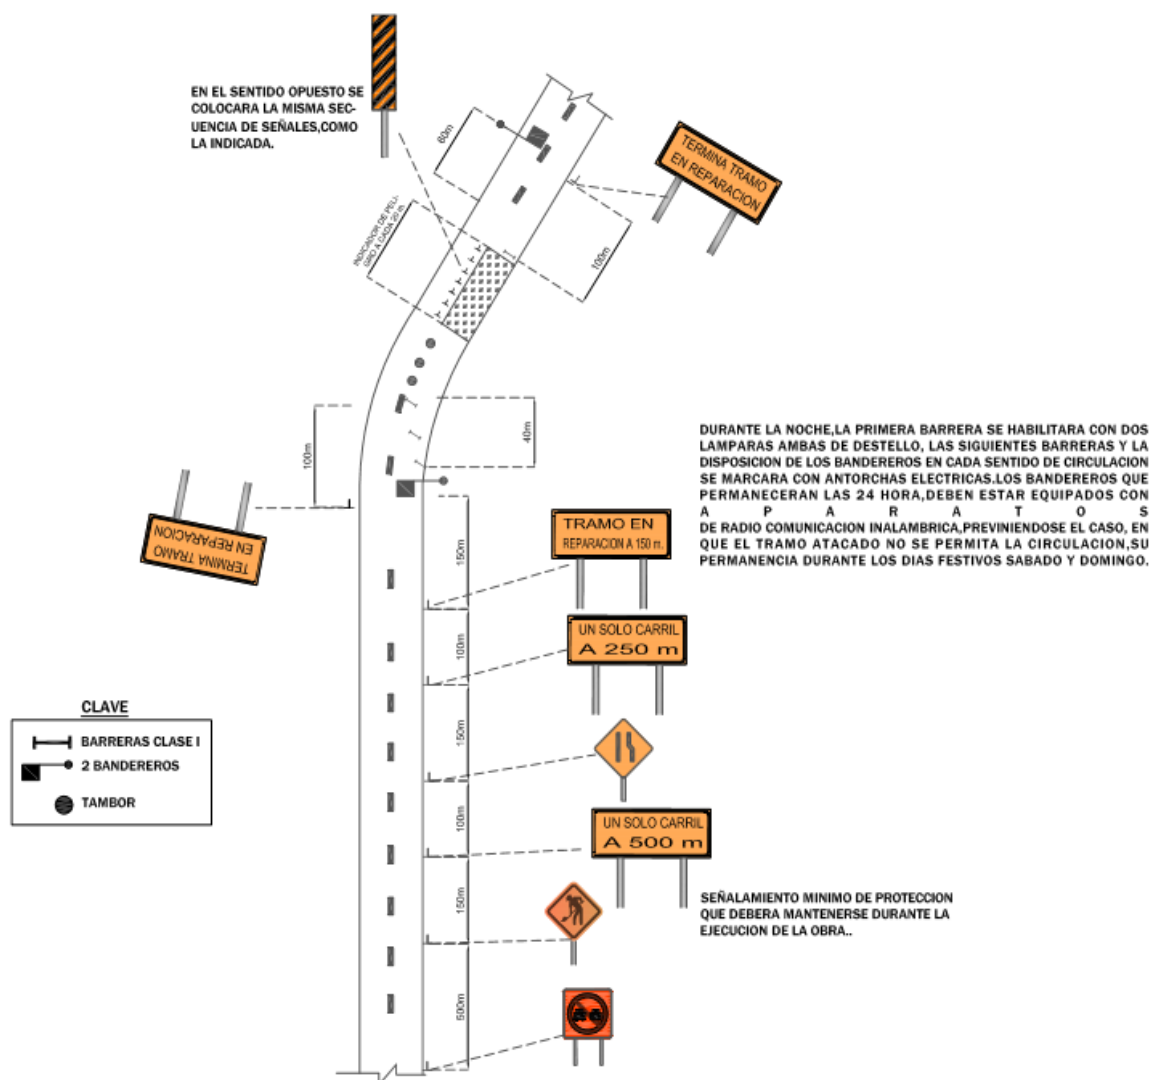 EN EL SENTIDO OPUESTO SE
COLOCARA LA MISMA SEC-
UENCIA DE SEÑALES,COMO
LA INDICADA.
60m
TERMINA TRAMO
EN REPARACION
INDICADOR DE PELI-
GRO A CADA 20 m.
100m
100m
40m
TERMINA TRAMO
EN REPARACION
DURANTE LA NOCHE,LA PRIMERA BARRERA SE HABILITARA CON DOS
LAMPARAS AMBAS DE DESTELLO, LAS SIGUIENTES BARRERAS Y LA
DISPOSICION DE LOS BANDEREROS EN CADA SENTIDO DE CIRCULACION
SE MARCARA CON ANTORCHAS ELECTRICAS.LOS BANDEREROS QUE
PERMANECERAN LAS 24 HORA,DEBEN ESTAR EQUIPADOS CON
A P A R A T O S
DE RADIO COMUNICACION INALAMBRICA,PREVINIENDOSE EL CASO, EN
QUE EL TRAMO ATACADO NO SE PERMITA LA CIRCULACION,SU
PERMANENCIA DURANTE LOS DIAS FESTIVOS SABADO Y DOMINGO.
150m
TRAMO EN
REPARACION A 150 m.
100m
UN SOLO CARRIL
A 250 m
150m
100m
UN SOLO CARRIL
A 500 m
150m
500m
CLAVE
BARRERAS CLASE I
2 BANDEREROS
TAMBOR
SEÑALAMIENTO MINIMO DE PROTECCION
QUE DEBERA MANTENERSE DURANTE LA
EJECUCION DE LA OBRA..